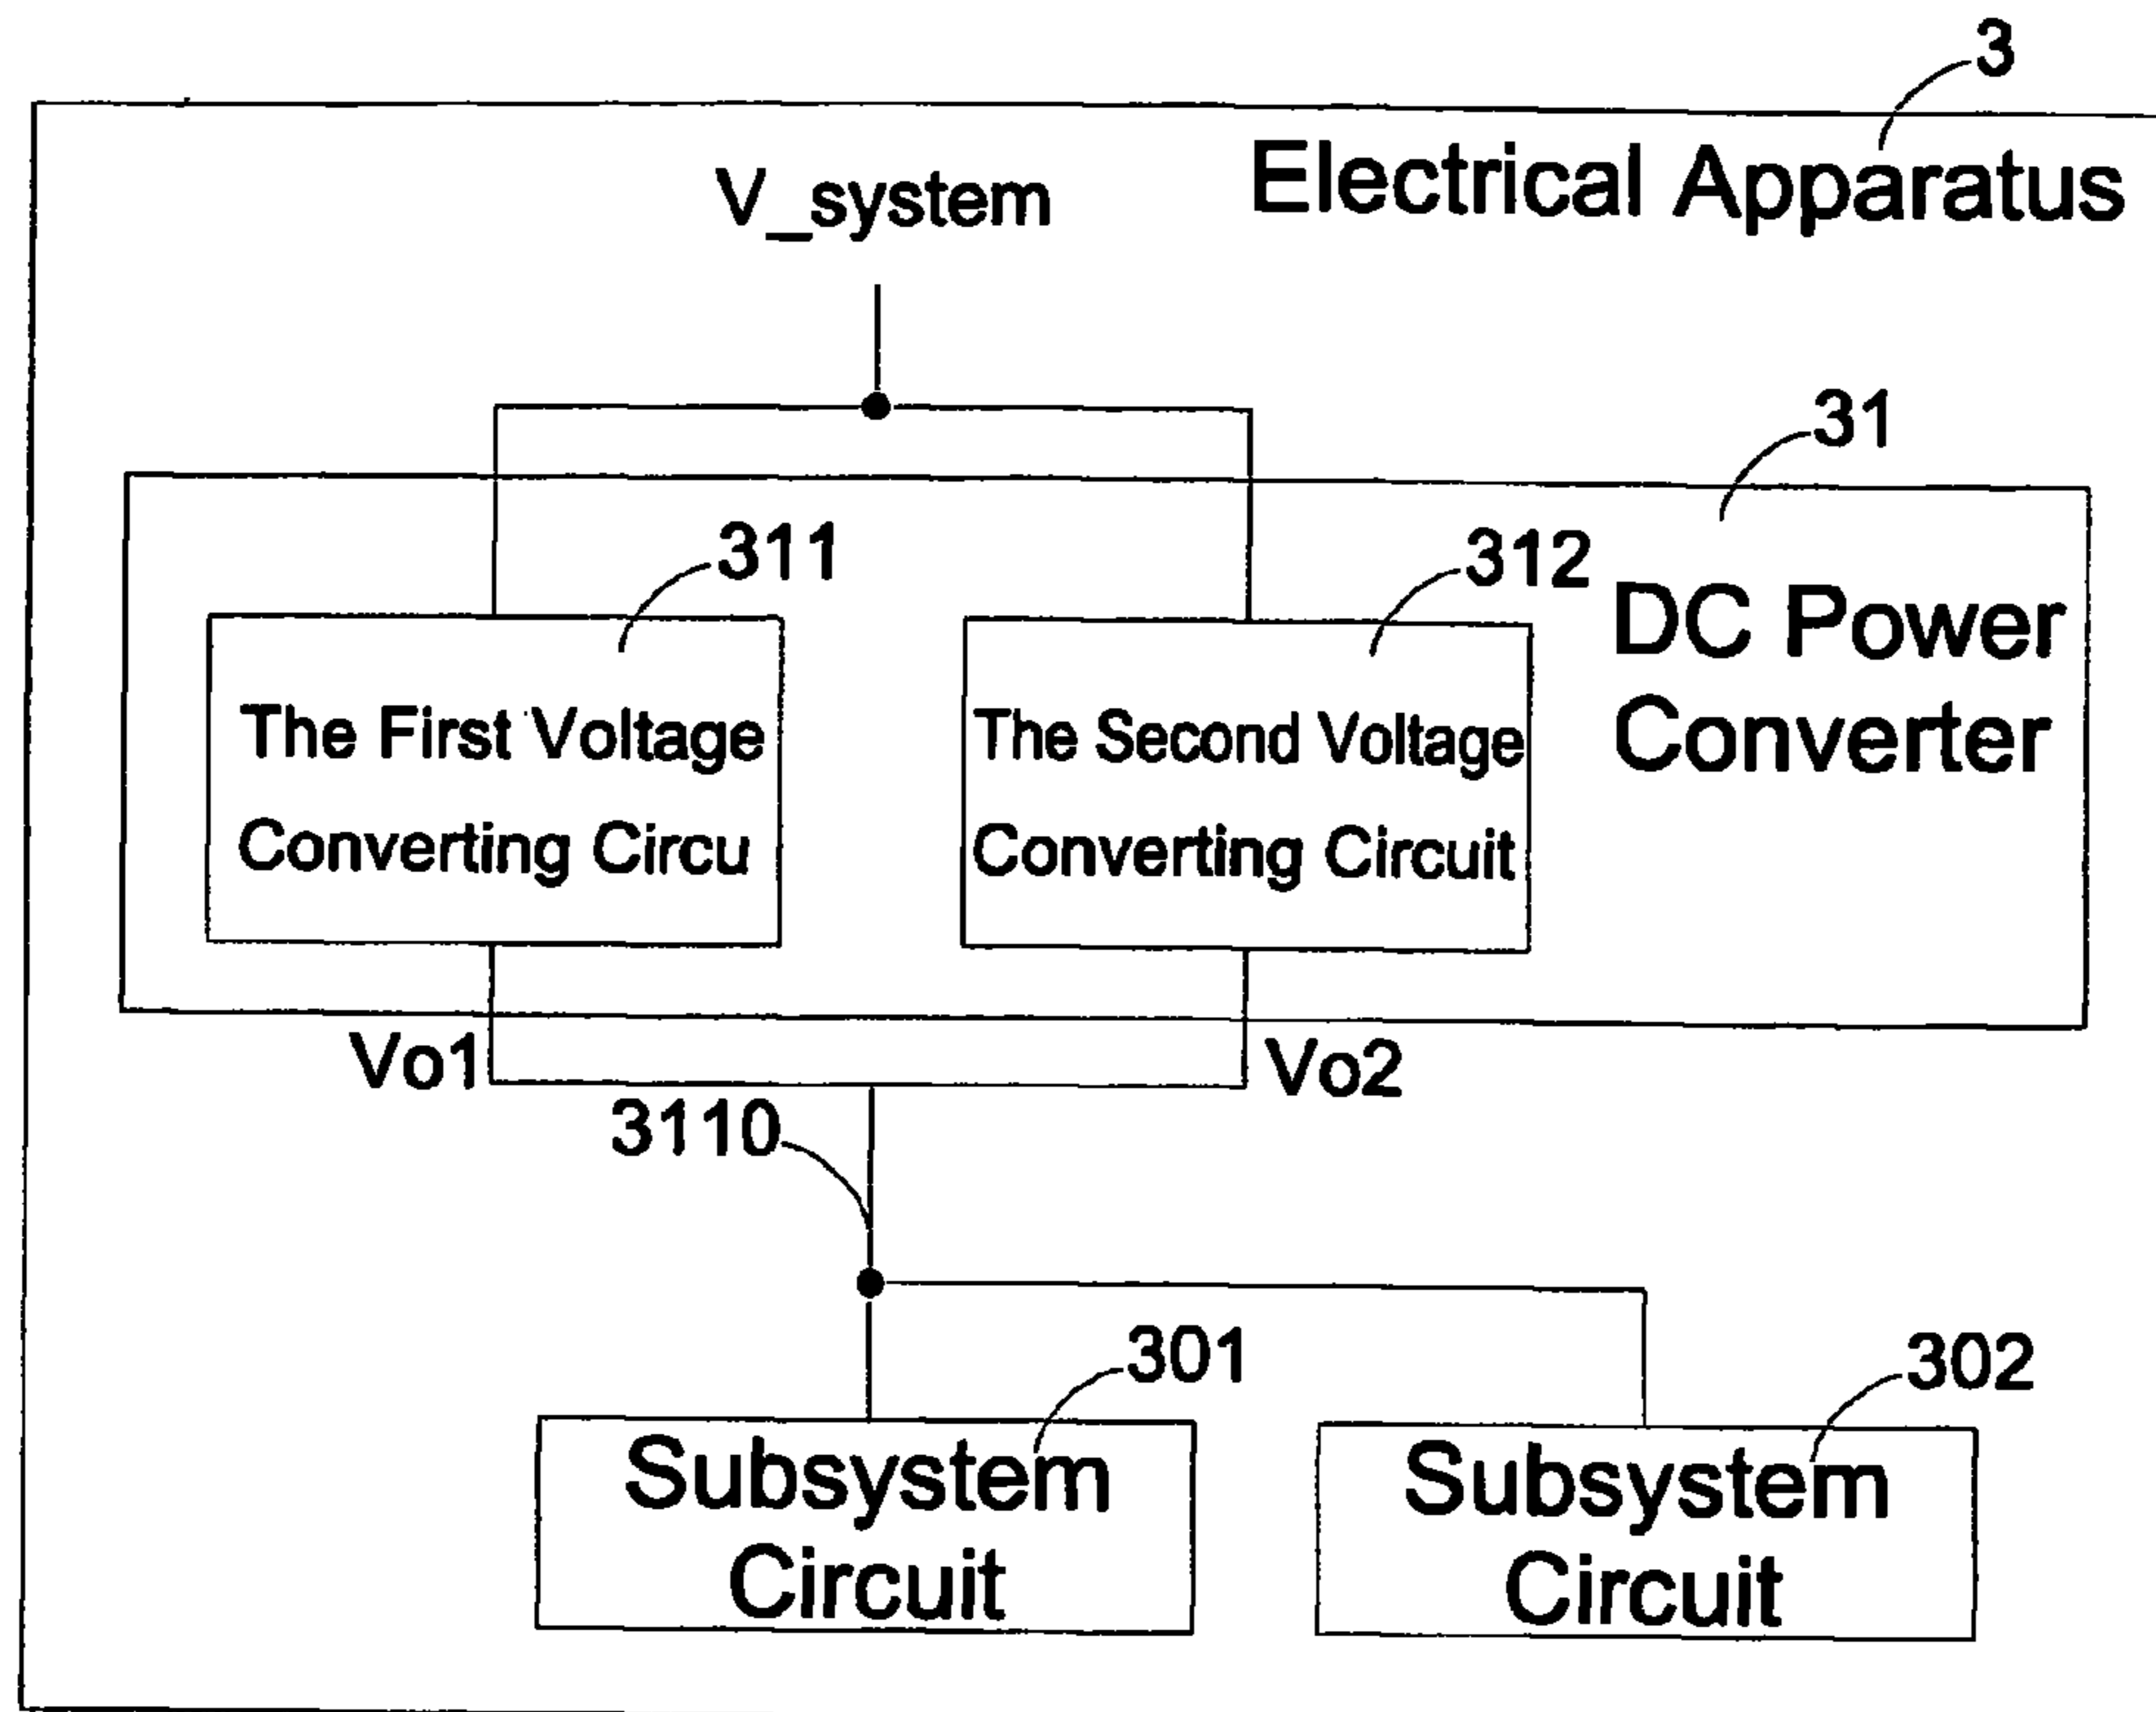 3
Electrical Apparatus
V_system
31
311
312
DC Power
Converter
The First Voltage
Converting Circu
The Second Voltage
Converting Circuit
Vo1
Vo2
3110
301
302
Subsystem
Circuit
Subsystem
Circuit